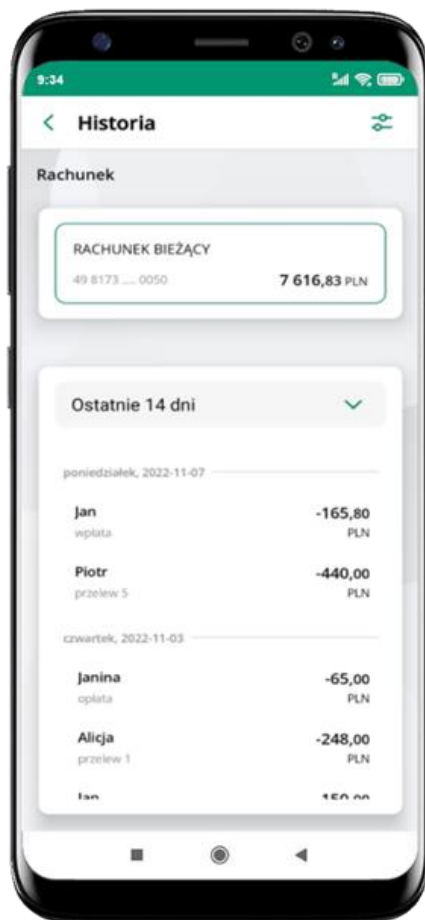 9:34
Historia
Rachunek
RACHUNEK BIEŻĄCY
49 8173 .... 0050 7 616,83 PLN
Ostatnie 14 dni
poniedziałek, 2022-11-07
Jan -165,80
wpłata PLN
Piotr -440,00
przelew 5 PLN
czwartek, 2022-11-03
Janina -65,00
opłata PLN
Alicja -248,00
przelew 1 PLN
Jan